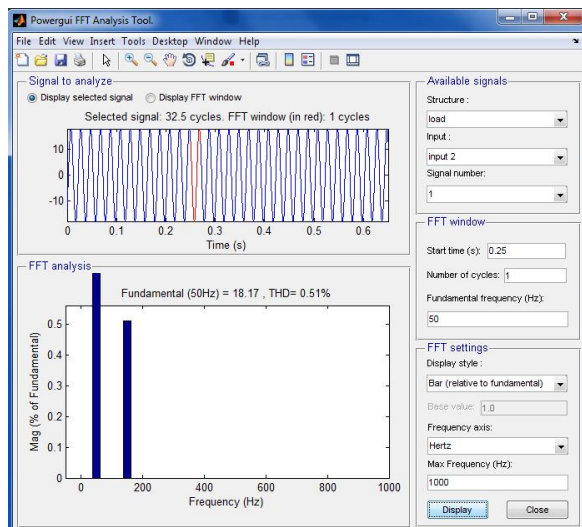 Powergui FFT Analysis Tool.
File Edit View Insert Tools Desktop Window Help
Signal to analyze
Display selected signal Display FFT window
Selected signal: 32.5 cycles. FFT window (in red): 1 cycles
10
0
-10
0 0.1 0.2 0.3 0.4 0.5 0.6
Time (s)
FFT analysis
Fundamental (50Hz) = 18.17 , THD= 0.51%
Mag (% of Fundamental)
0.5
0.4
0.3
0.2
0.1
0
0 200 400 600 800 1000
Frequency (Hz)
Available signals
Structure :
load
Input :
input 2
Signal number:
1
FFT window
Start time (s): 0.25
Number of cycles: 1
Fundamental frequency (Hz):
50
FFT settings
Display style :
Bar (relative to fundamental)
Base value: 1.0
Frequency axis:
Hertz
Max Frequency (Hz):
1000
Display Close